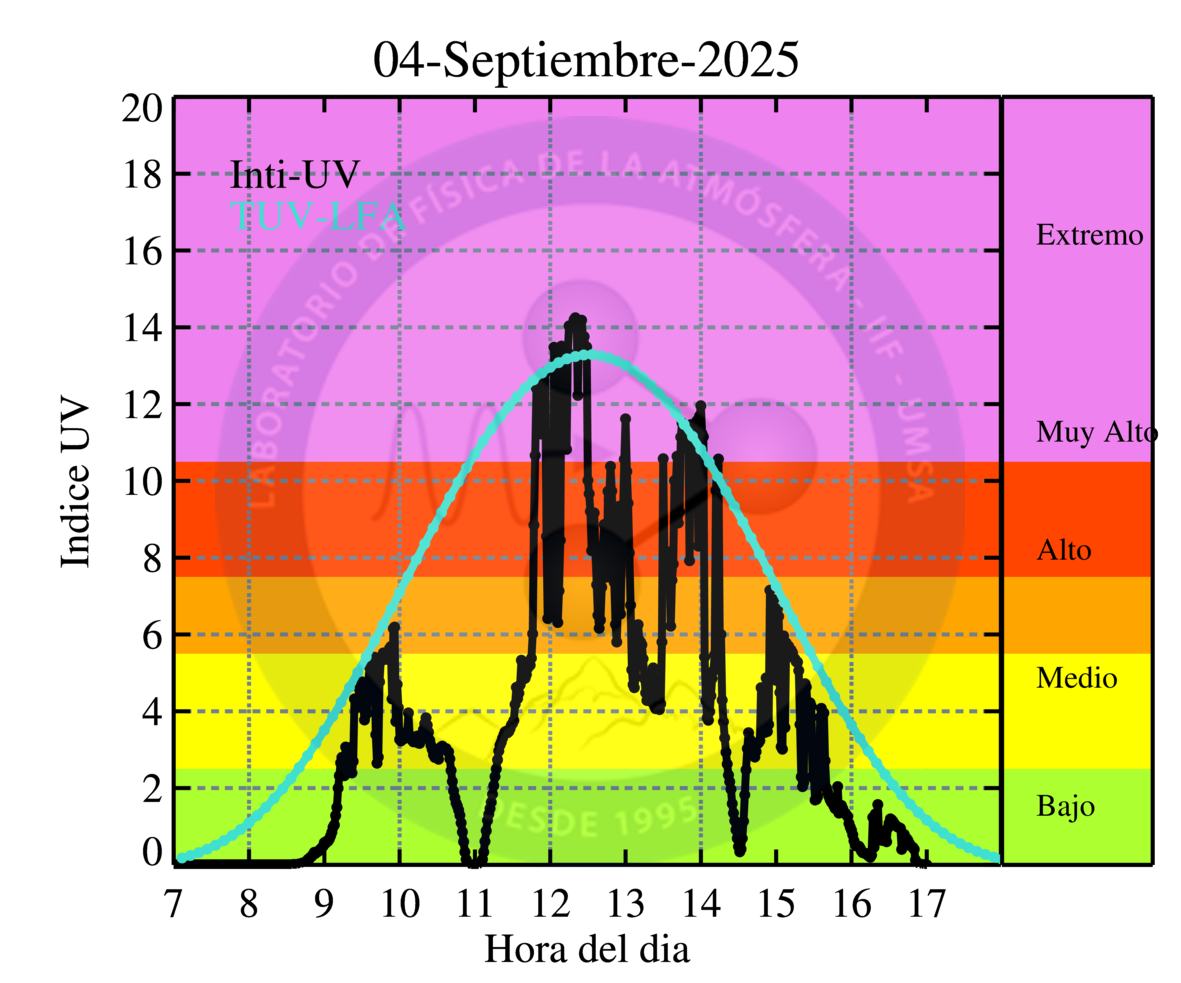 04-Septiembre-2025
20
18
16
14
12
10
8
6
4
2
0
Indice UV
Inti-UV
TUV-LFA
LABORATORIO DE FÍSICA DE LA ATMÓSFERA - IIF - UMSA
DESDE 1995
Extremo
Muy Alto
Alto
Medio
Bajo
7 8 9 10 11 12 13 14 15 16 17
Hora del dia